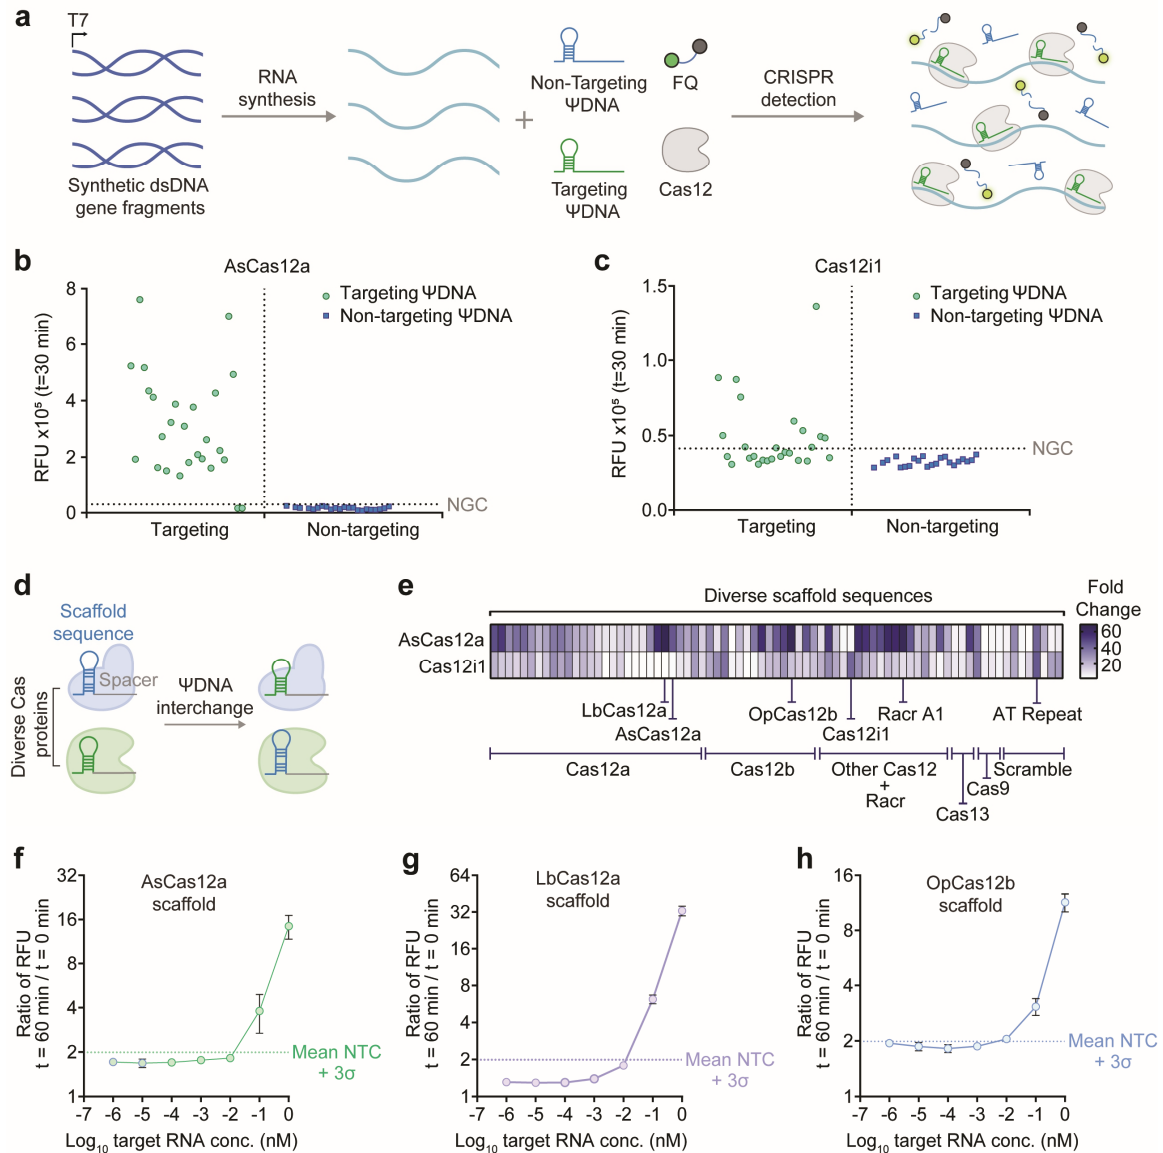 a
T7
RNA
synthesis
Synthetic dsDNA
gene fragments
+
Non-Targeting
ΨDNA
FQ
Targeting
ΨDNA
Cas12
CRISPR
detection
b
AsCas12a
RFU x10⁵ (t=30 min)
8
6
4
2
0
Targeting ΨDNA
Non-targeting ΨDNA
NGC
Targeting
Non-targeting
c
Cas12i1
RFU x10⁵ (t=30 min)
1.5
1.0
0.5
0.0
Targeting ΨDNA
Non-targeting ΨDNA
NGC
Targeting
Non-targeting
d
Scaffold
sequence
Spacer
Diverse Cas
proteins
ΨDNA
interchange
e
Diverse scaffold sequences
Fold
Change
60
40
20
AsCas12a
Cas12i1
LbCas12a
AsCas12a
OpCas12b
Cas12i1
Racr A1
AT Repeat
Cas12a
Cas12b
Other Cas12
+
Racr
Cas13
Cas9
Scramble
f
AsCas12a
scaffold
Ratio of RFU
t = 60 min / t = 0 min
32
16
8
4
2
1
Mean NTC
+ 3σ
-7 -6 -5 -4 -3 -2 -1 0
Log₁₀ target RNA conc. (nM)
g
LbCas12a
scaffold
Ratio of RFU
t = 60 min / t = 0 min
64
32
16
8
4
2
1
Mean NTC
+ 3σ
-7 -6 -5 -4 -3 -2 -1 0
Log₁₀ target RNA conc. (nM)
h
OpCas12b
scaffold
Ratio of RFU
t = 60 min / t = 0 min
16
8
4
2
1
Mean NTC
+ 3σ
-7 -6 -5 -4 -3 -2 -1 0
Log₁₀ target RNA conc. (nM)